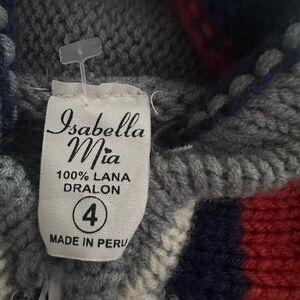 Isabella
Mia
100% LANA
DRALON
4
MADE IN PERU